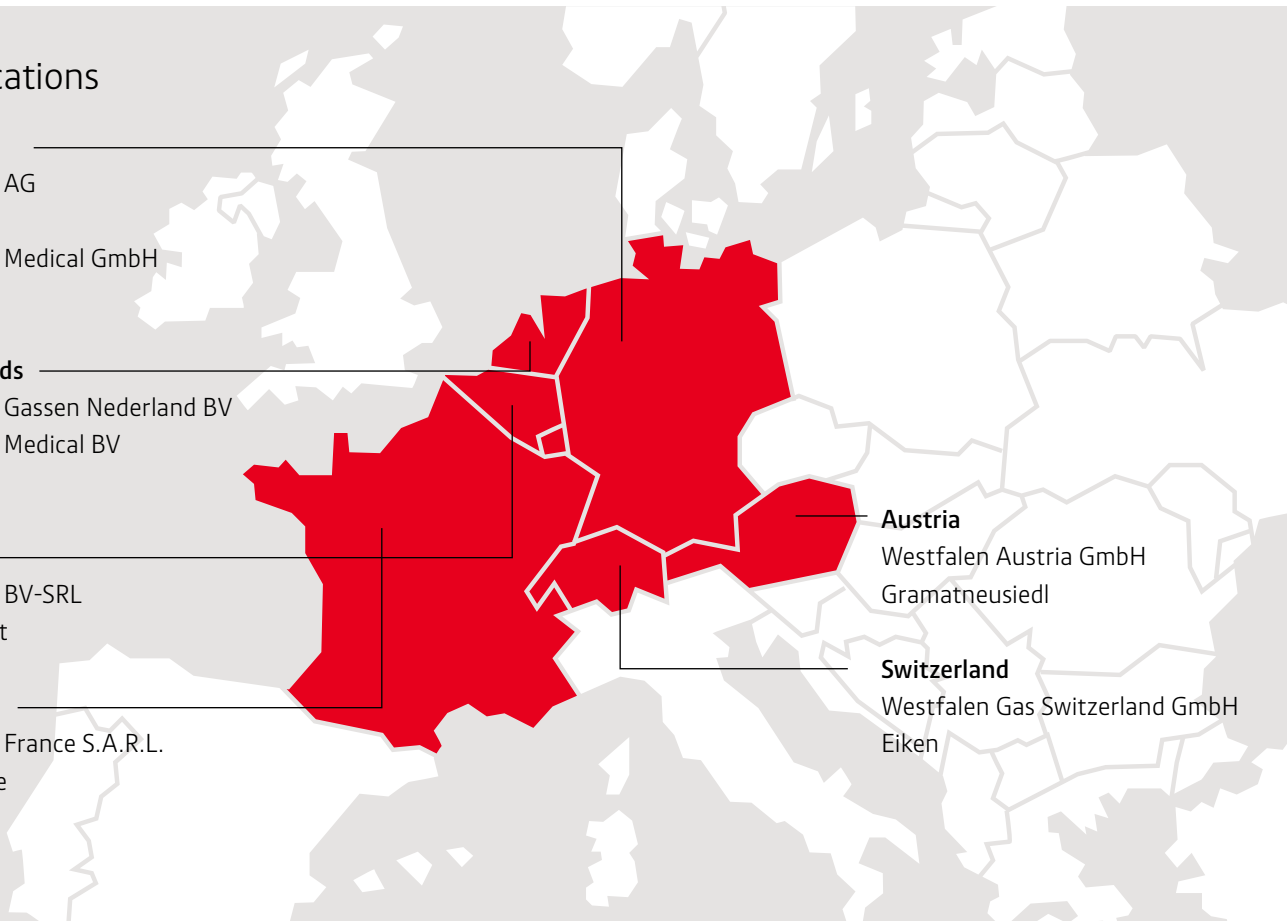 cations
AG
Medical GmbH
ds
Gassen Nederland BV
Medical BV
BV-SRL
t
France S.A.R.L.
e
Austria
Westfalen Austria GmbH
Gramatneusiedl
Switzerland
Westfalen Gas Switzerland GmbH
Eiken